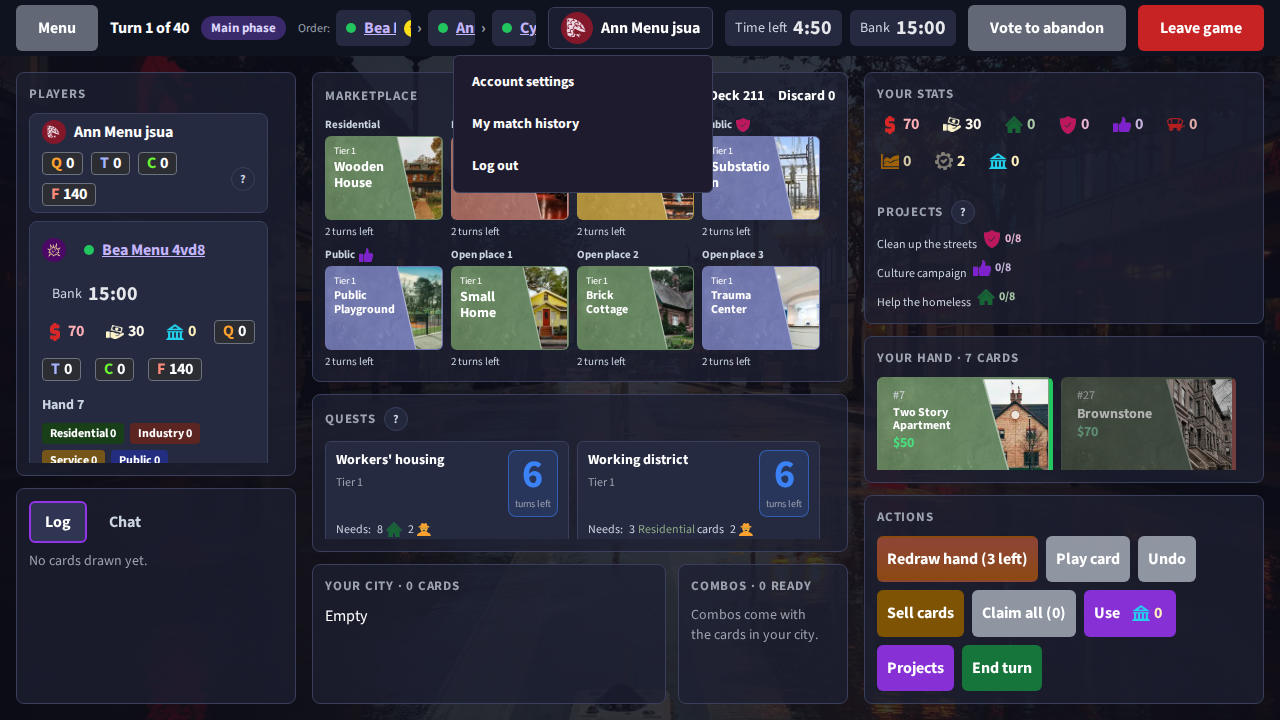 Menu
Turn 1 of 40
Main phase
Order:
Bea
An
Cy
Ann Menu jsua
Time left 4:50
Bank 15:00
Vote to abandon
Leave game
Account settings
My match history
Log out
PLAYERS
Ann Menu jsua
Q 0
T 0
C 0
F 140
?
Bea Menu 4vd8
Bank 15:00
70
30
0
Q 0
T 0
C 0
F 140
Hand 7
Residential 0
Industry 0
Service 0
Public 0
Log
Chat
No cards drawn yet.
MARKETPLACE
Deck 211
Discard 0
Residential
Tier 1
Wooden
House
2 turns left
2 turns left
2 turns left
Tier 1
Substatio
n
2 turns left
Public
Tier 1
Public
Playground
2 turns left
Open place 1
Tier 1
Small
Home
2 turns left
Open place 2
Tier 1
Brick
Cottage
2 turns left
Open place 3
Tier 1
Trauma
Center
2 turns left
QUESTS
?
Workers' housing
Tier 1
6
turns left
Needs: 8 2
Working district
Tier 1
6
turns left
Needs: 3 Residential cards 2
YOUR CITY · 0 CARDS
Empty
COMBOS · 0 READY
Combos come with
the cards in your city.
YOUR STATS
70
30
0
0
0
0
0
2
0
PROJECTS
?
Clean up the streets 0/8
Culture campaign 0/8
Help the homeless 0/8
YOUR HAND · 7 CARDS
#7
Two Story
Apartment
$50
#27
Brownstone
$70
ACTIONS
Redraw hand (3 left)
Play card
Undo
Sell cards
Claim all (0)
Use 0
Projects
End turn